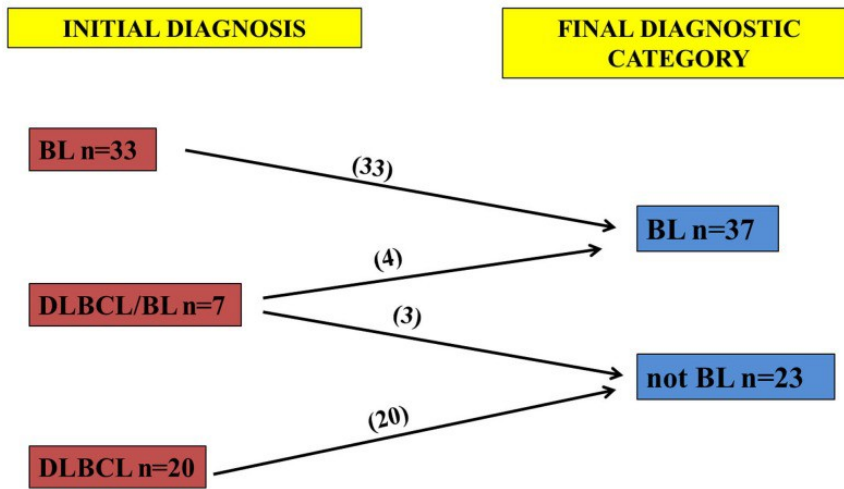 INITIAL DIAGNOSIS
FINAL DIAGNOSTIC
CATEGORY
BL n=33
(33)
BL n=37
(4)
DLBCL/BL n=7
(3)
not BL n=23
(20)
DLBCL n=20